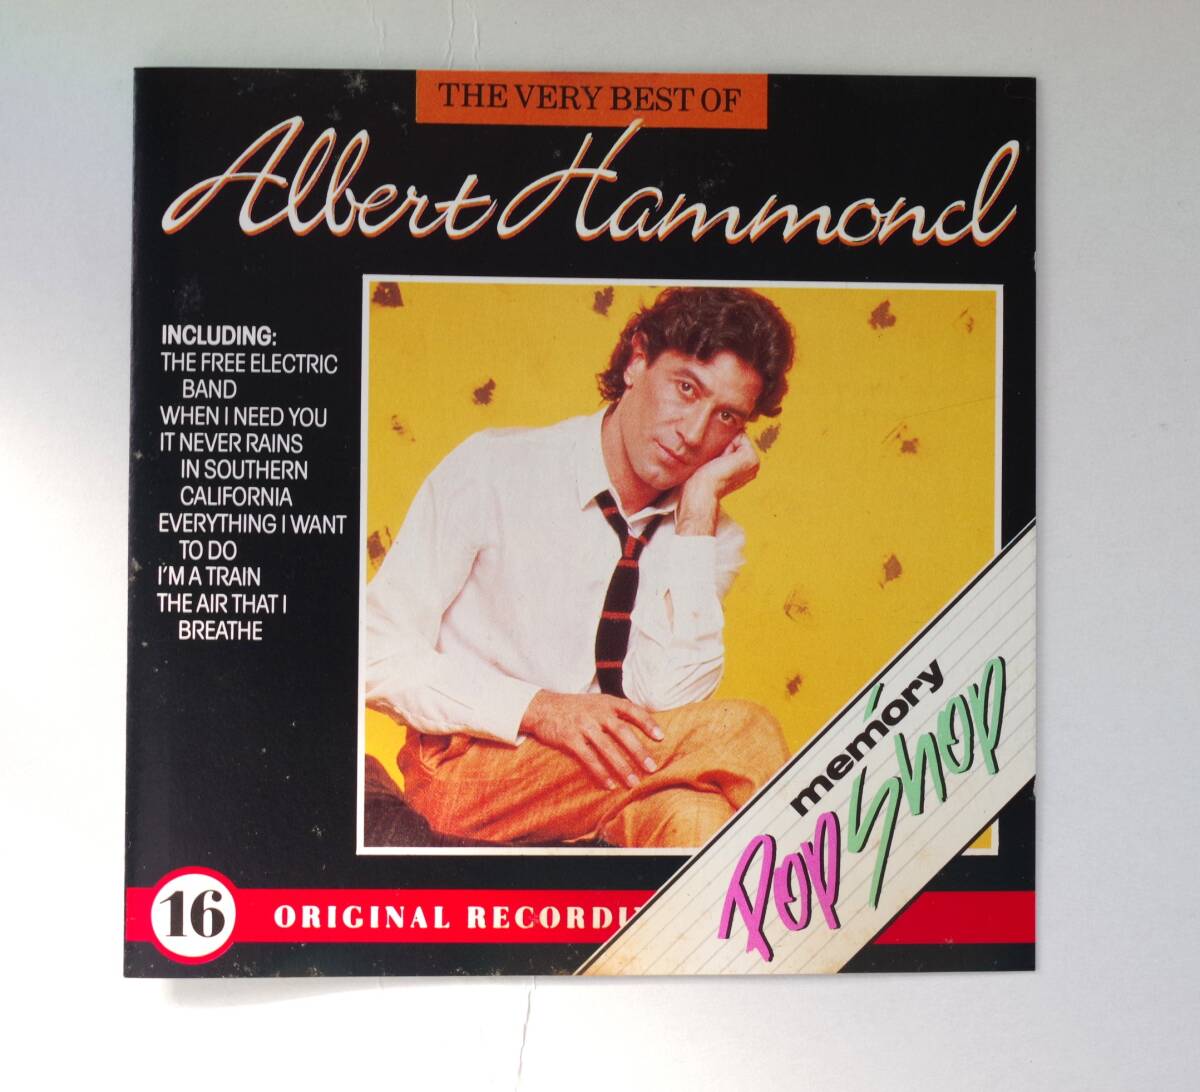 THE VERY BEST OF
Albert Hammond
INCLUDING:
THE FREE ELECTRIC
BAND
WHEN I NEED YOU
IT NEVER RAINS
IN SOUTHERN
CALIFORNIA
EVERYTHING I WANT
TO DO
I'M A TRAIN
THE AIR THAT I
BREATHE
memory
Pop Shop
16
ORIGINAL RECORDI